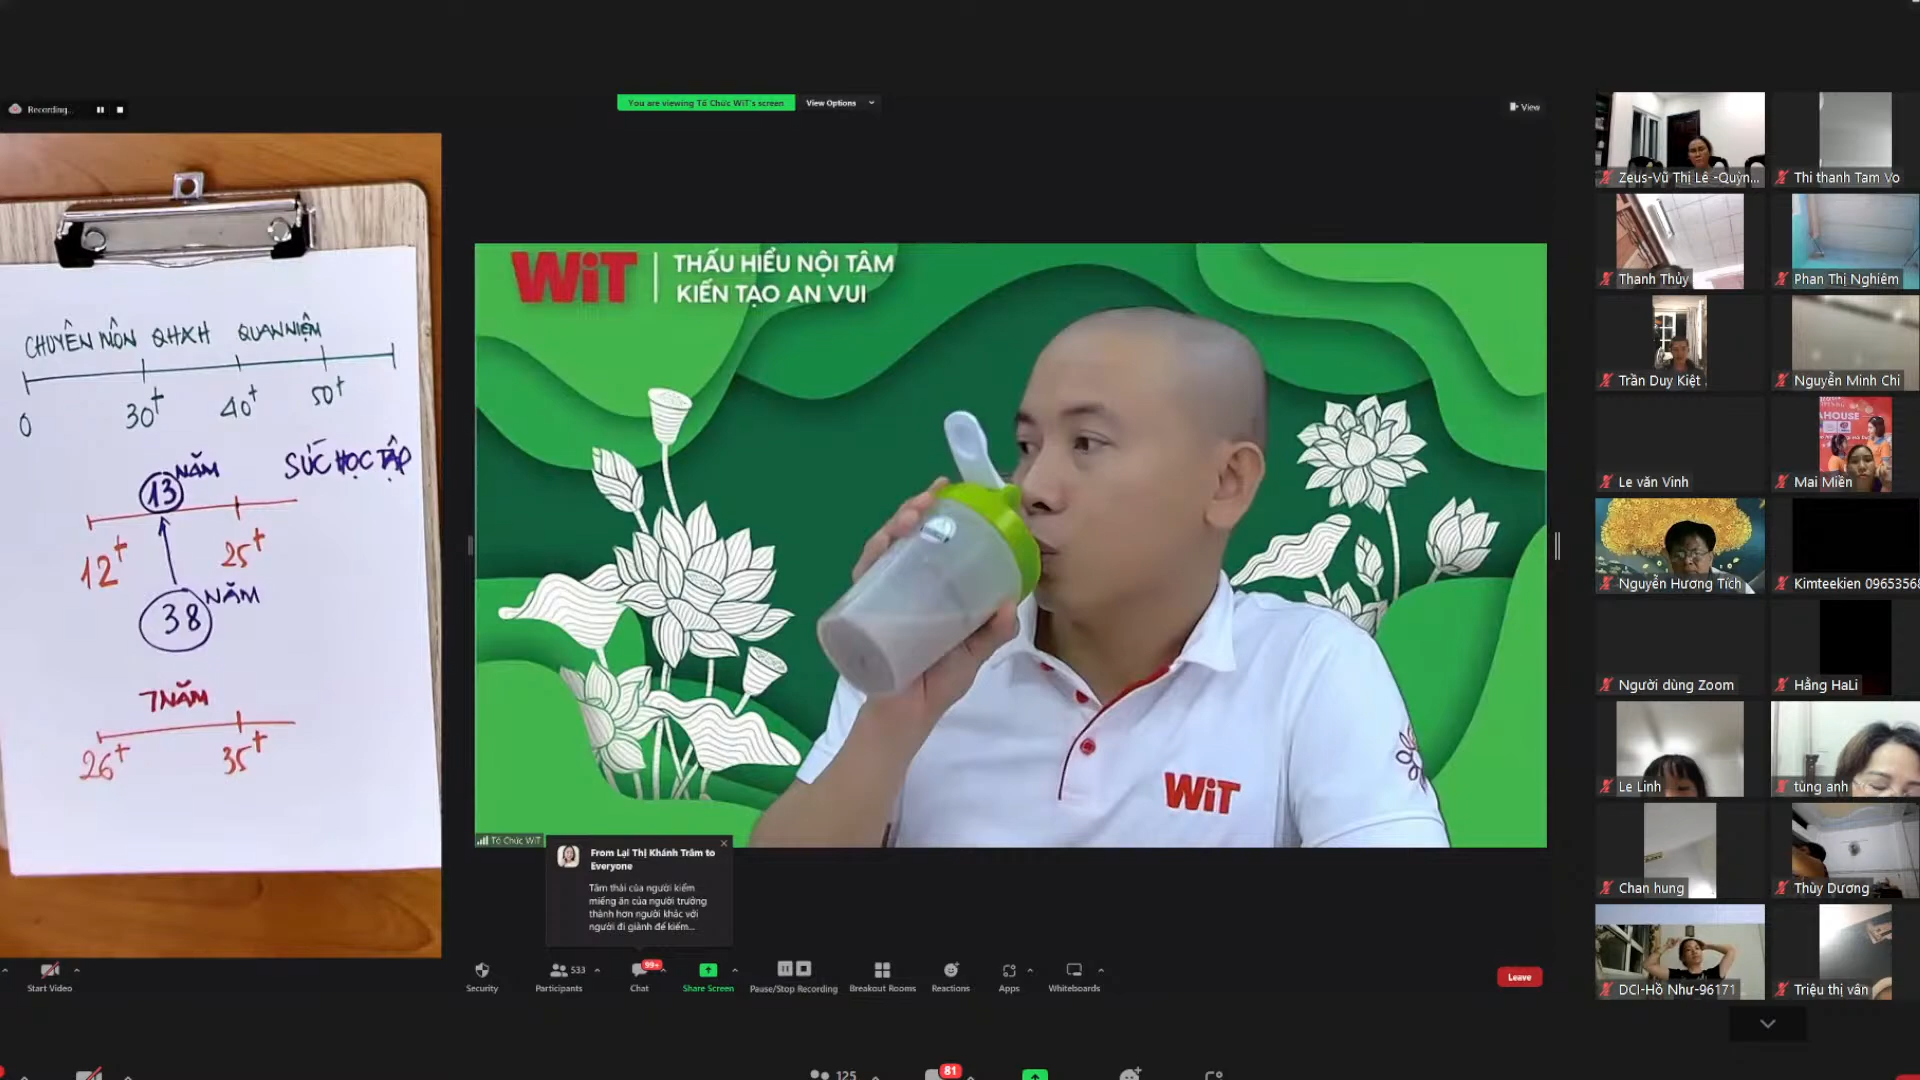 Recording...
You are viewing Tổ Chức WiT's screen
View Options
View
CHUYÊN MÔN QHXH QUAN NIỆM
0 30+ 40+ 50+
SỨC HỌC TẬP
13 NĂM
12+ 25+
38 NĂM
7 NĂM
26+ 35+
WiT
THẤU HIỂU NỘI TÂM
KIẾN TẠO AN VUI
WiT
Tổ Chức WiT
From Lại Thị Khánh Trâm to
Everyone
Tâm thái của người kiếm
miếng ăn của người trưởng
thành hơn người khác với
người đi giành để kiếm...
Zeus-Vũ Thị Lê -Quỳn...
Thi thanh Tam Vo
Thanh Thủy
Phan Thị Nghiêm
Trần Duy Kiệt
Nguyễn Minh Chi
Le văn Vinh
AHOUSE
Mai Miền
Nguyễn Hương Tích
Kimteekien 09653568
Người dùng Zoom
Hằng HaLi
Le Linh
tùng anh
Chan hung
Thùy Dương
DCI-Hồ Như-96171
Triệu thị vân
Start Video
Security
533
Participants
99+
Chat
Share Screen
Pause/Stop Recording
Breakout Rooms
Reactions
Apps
Whiteboards
Leave
125
81